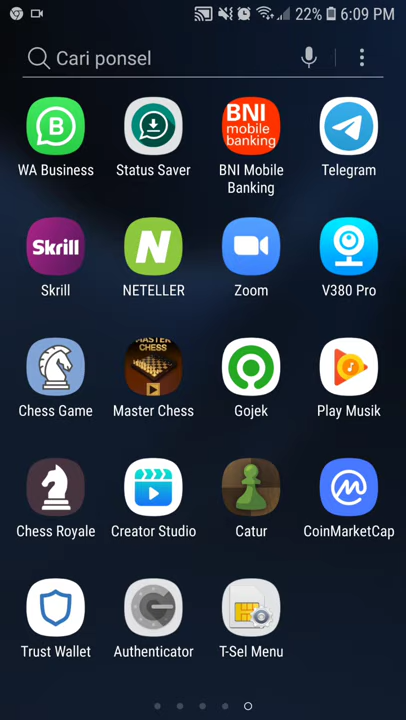 22% 6:09 PM
Cari ponsel
B
BNI
mobile
banking
WA Business
Status Saver
BNI Mobile
Banking
Telegram
Skrill
N
Skrill
NETELLER
Zoom
V380 Pro
MASTER
CHESS
Chess Game
Master Chess
Gojek
Play Musik
Chess Royale
Creator Studio
Catur
CoinMarketCap
Trust Wallet
Authenticator
T-Sel Menu